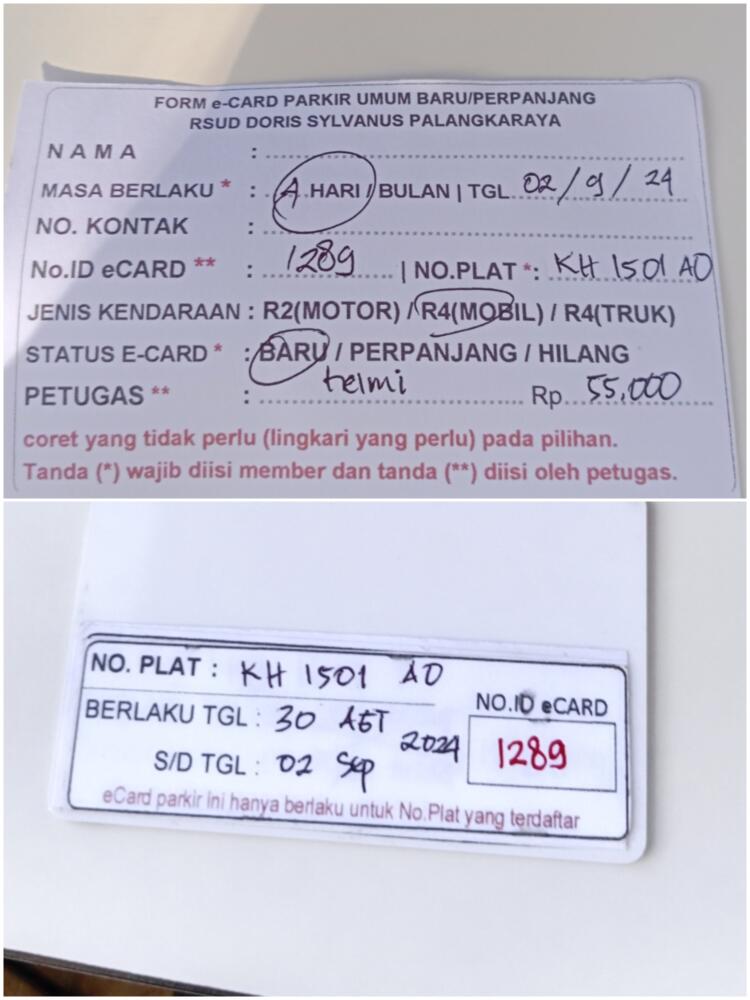 FORM e-CARD PARKIR UMUM BARU/PERPANJANG
RSUD DORIS SYLVANUS PALANGKARAYA
NAMA :
MASA BERLAKU * : HARI / BULAN | TGL 02/9/24
NO. KONTAK :
No.ID eCARD ** : 1289 | NO.PLAT *: KH 1501 AO
JENIS KENDARAAN : R2(MOTOR) / R4(MOBIL) / R4(TRUK)
STATUS E-CARD * : BARU / PERPANJANG / HILANG
PETUGAS ** : helmi Rp 55,000
coret yang tidak perlu (lingkari yang perlu) pada pilihan.
Tanda (*) wajib diisi member dan tanda (**) diisi oleh petugas.
NO. PLAT : KH 1501 AO
BERLAKU TGL : 30 AGT 2024
S/D TGL : 02 Sep
NO.ID eCARD
1289
eCard parkir ini hanya berlaku untuk No.Plat yang terdaftar